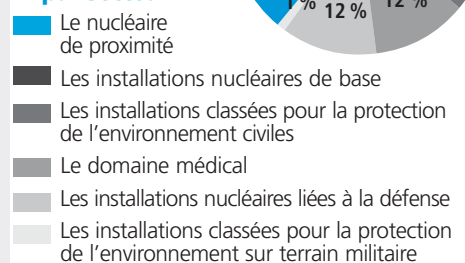 1 % 12 % 12 %
Le nucléaire
de proximité
Les installations nucléaires de base
Les installations classées pour la protection
de l'environnement civiles
Le domaine médical
Les installations nucléaires liées à la défense
Les installations classées pour la protection
de l'environnement sur terrain militaire